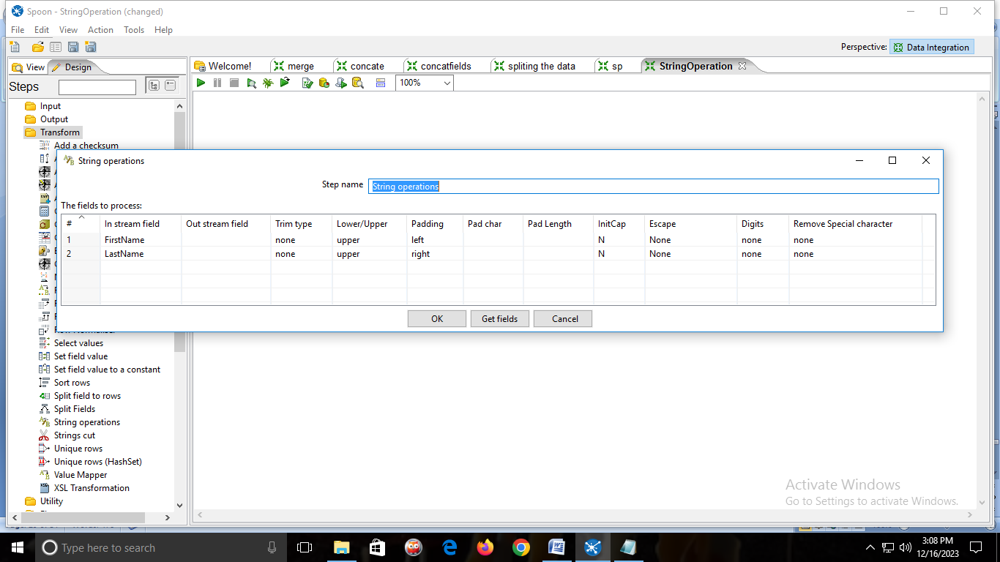 Spoon - StringOperation (changed)
File Edit View Action Tools Help
Perspective: Data Integration
View Design
Welcome! merge concate concatfields spliting the data sp StringOperation
Steps
100%
Input
Output
Transform
Add a checksum
String operations
Step name String operations
The fields to process:
# In stream field Out stream field Trim type Lower/Upper Padding Pad char Pad Length InitCap Escape Digits Remove Special character
1 FirstName none upper left N None none none
2 LastName none upper right N None none none
OK Get fields Cancel
Select values
Set field value
Set field value to a constant
Sort rows
Split field to rows
Split Fields
String operations
Strings cut
Unique rows
Unique rows (HashSet)
Value Mapper
XSL Transformation
Utility
Activate Windows
Go to Settings to activate Windows.
Type here to search
3:08 PM
12/16/2023